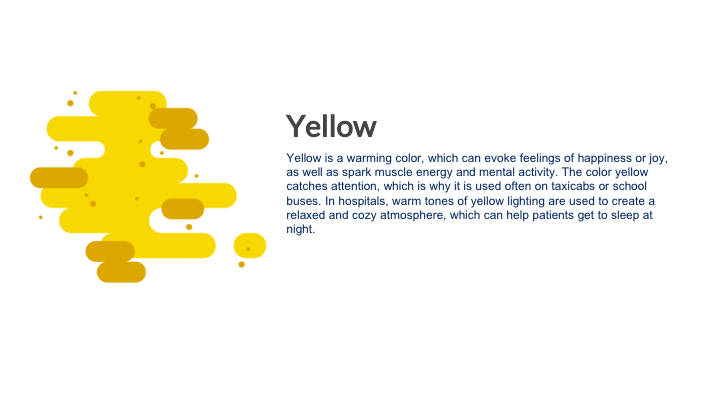 Yellow
Yellow is a warming color, which can evoke feelings of happiness or joy,
as well as spark muscle energy and mental activity. The color yellow
catches attention, which is why it is used often on taxicabs or school
buses. In hospitals, warm tones of yellow lighting are used to create a
relaxed and cozy atmosphere, which can help patients get to sleep at
night.